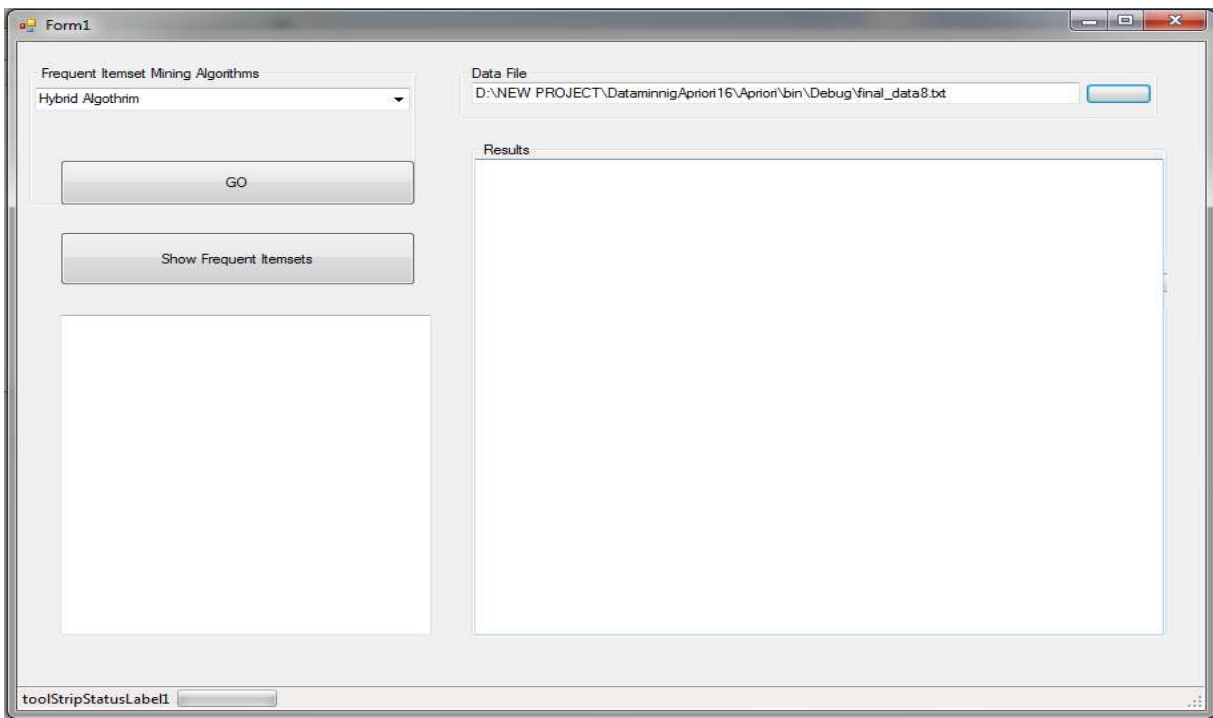 Form1
Frequent Itemset Mining Algorithms
Hybrid Algothrim
GO
Show Frequent Itemsets
Data File
D:\NEW PROJECT\DataminnigApriori16\Apriori\bin\Debug\final_data8.txt
Results
toolStripStatusLabel1